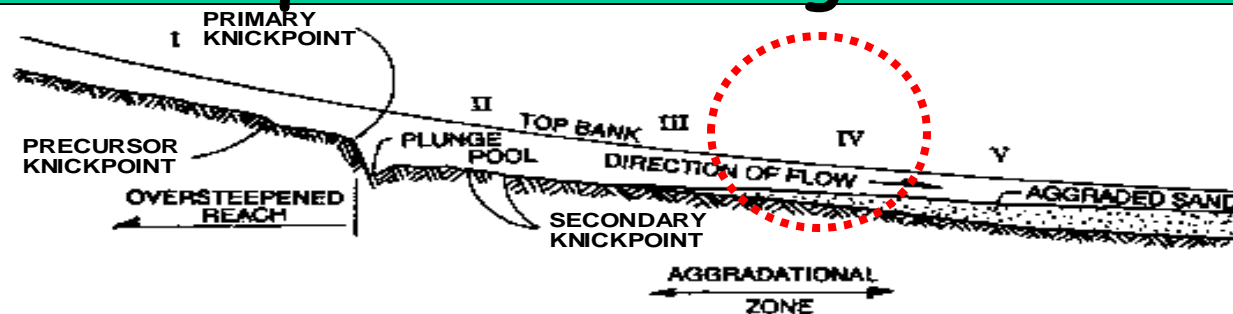 I
PRIMARY
KNICKPOINT
II
TOP BANK
III
IV
V
PRECURSOR
KNICKPOINT
PLUNGE
POOL
DIRECTION OF FLOW
AGGRADED SAND
OVERSTEEPENED
REACH
SECONDARY
KNICKPOINT
AGGRADATIONAL
ZONE